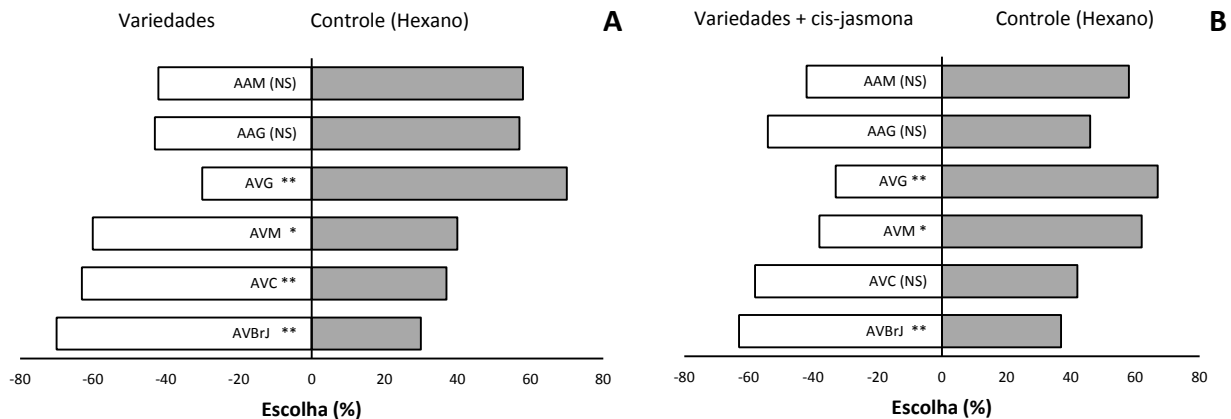 Variedades Controle (Hexano) A
AAM (NS)
AAG (NS)
AVG **
AVM *
AVC **
AVBrJ **
-80 -60 -40 -20 0 20 40 60 80
Escolha (%)
Variedades + cis-jasmona Controle (Hexano) B
AAM (NS)
AAG (NS)
AVG **
AVM *
AVC (NS)
AVBrJ **
-80 -60 -40 -20 0 20 40 60 80
Escolha (%)